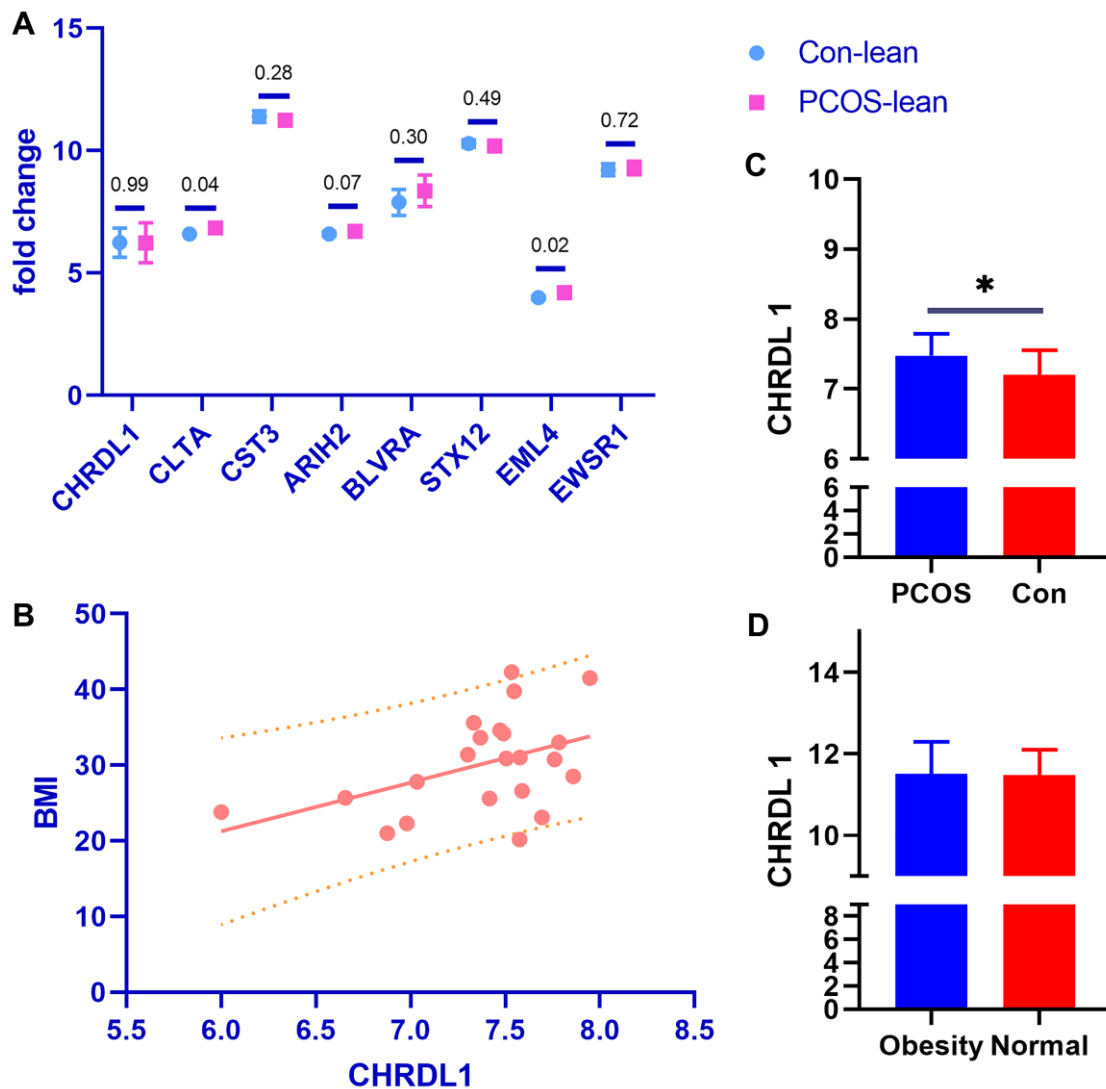 A
15
10
5
0
fold change
0.99
0.04
0.28
0.07
0.30
0.49
0.02
0.72
CHRDL1
CLTA
CST3
ARIH2
BLVRA
STX12
EML4
EWSR1
Con-lean
PCOS-lean
B
50
40
30
20
10
0
BMI
5.5 6.0 6.5 7.0 7.5 8.0 8.5
CHRDL1
C
10
9
8
7
6
6
4
2
0
CHRDL 1
*
PCOS Con
D
14
12
10
8
6
4
2
0
CHRDL 1
Obesity Normal